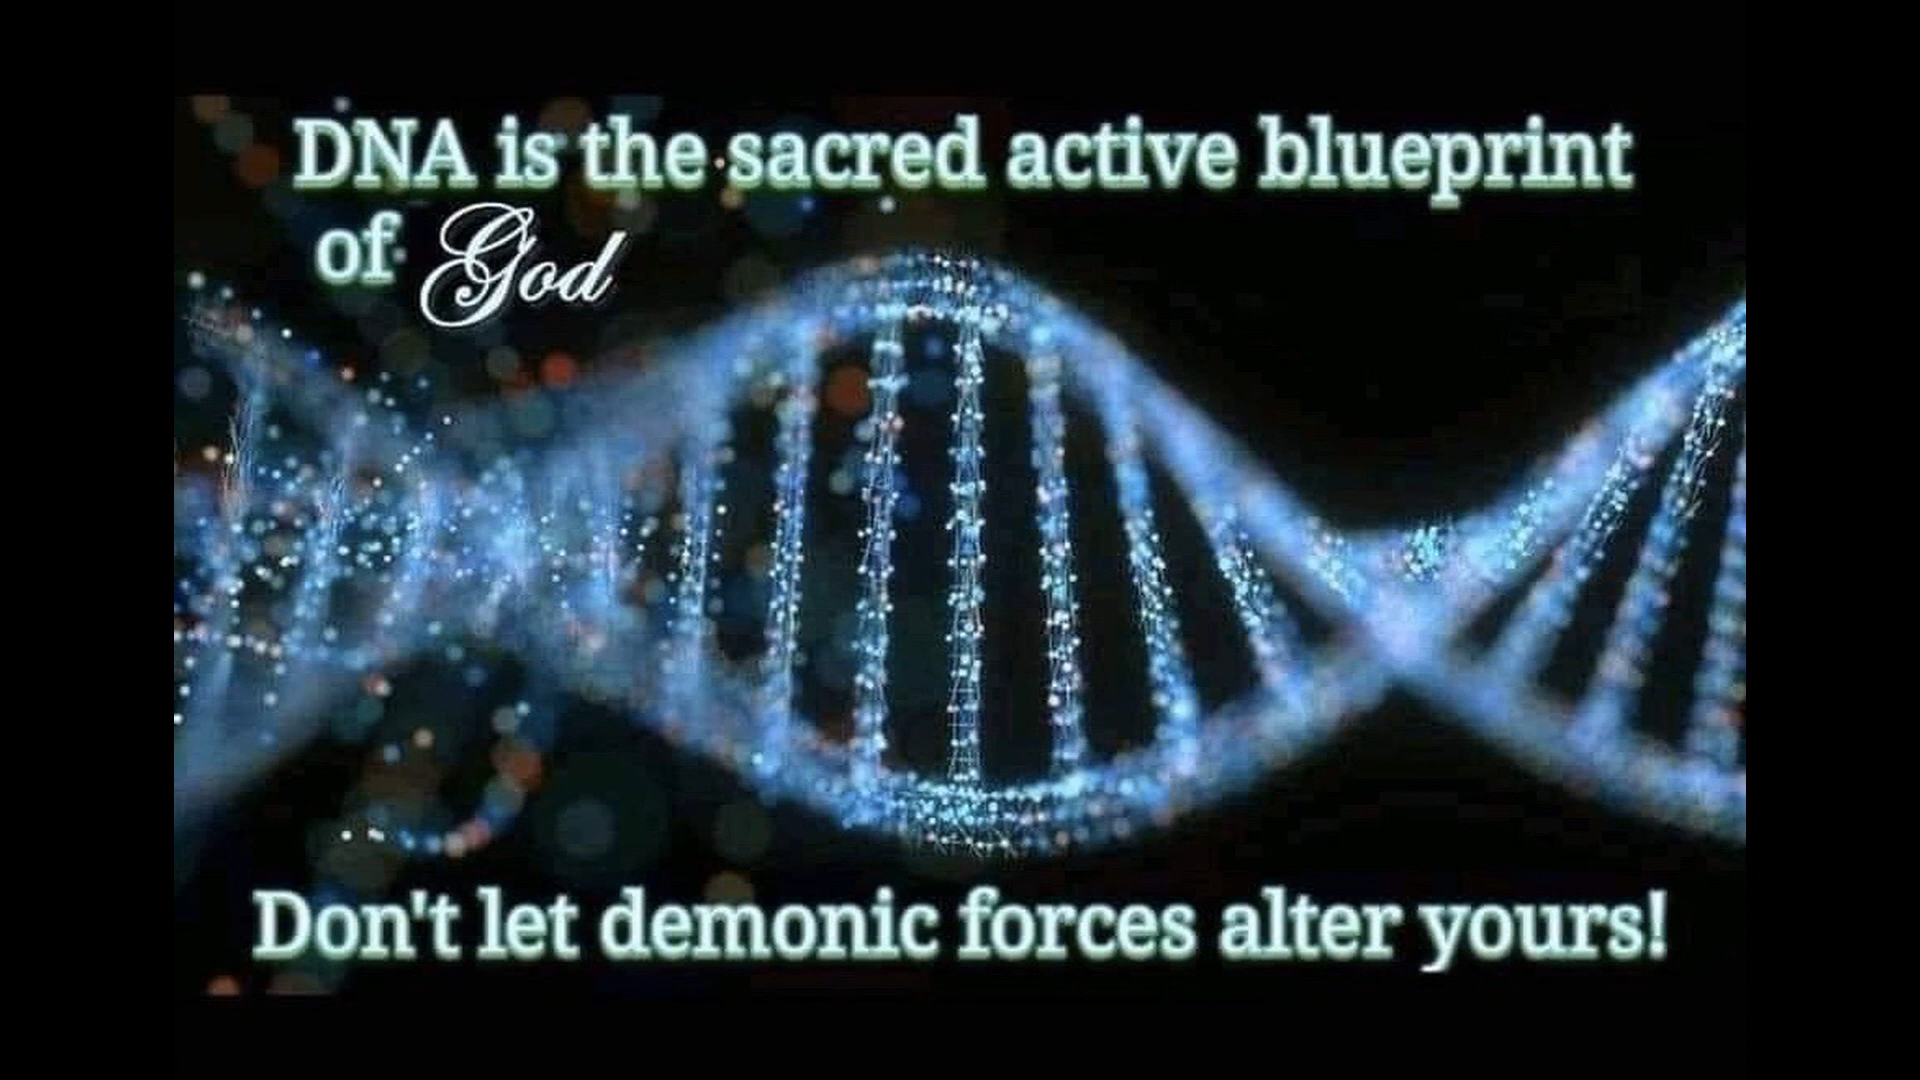 DNA is the sacred active blueprint
of God
Don't let demonic forces alter yours!